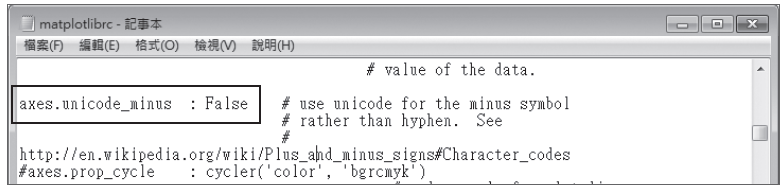 matplotlibrc - 記事本
檔案(F) 編輯(E) 格式(O) 檢視(V) 說明(H)
# value of the data.
axes.unicode_minus : False # use unicode for the minus symbol
# rather than hyphen. See
#
http://en.wikipedia.org/wiki/Plus_and_minus_signs#Character_codes
#axes.prop_cycle : cycler('color', 'bgrcmyk')